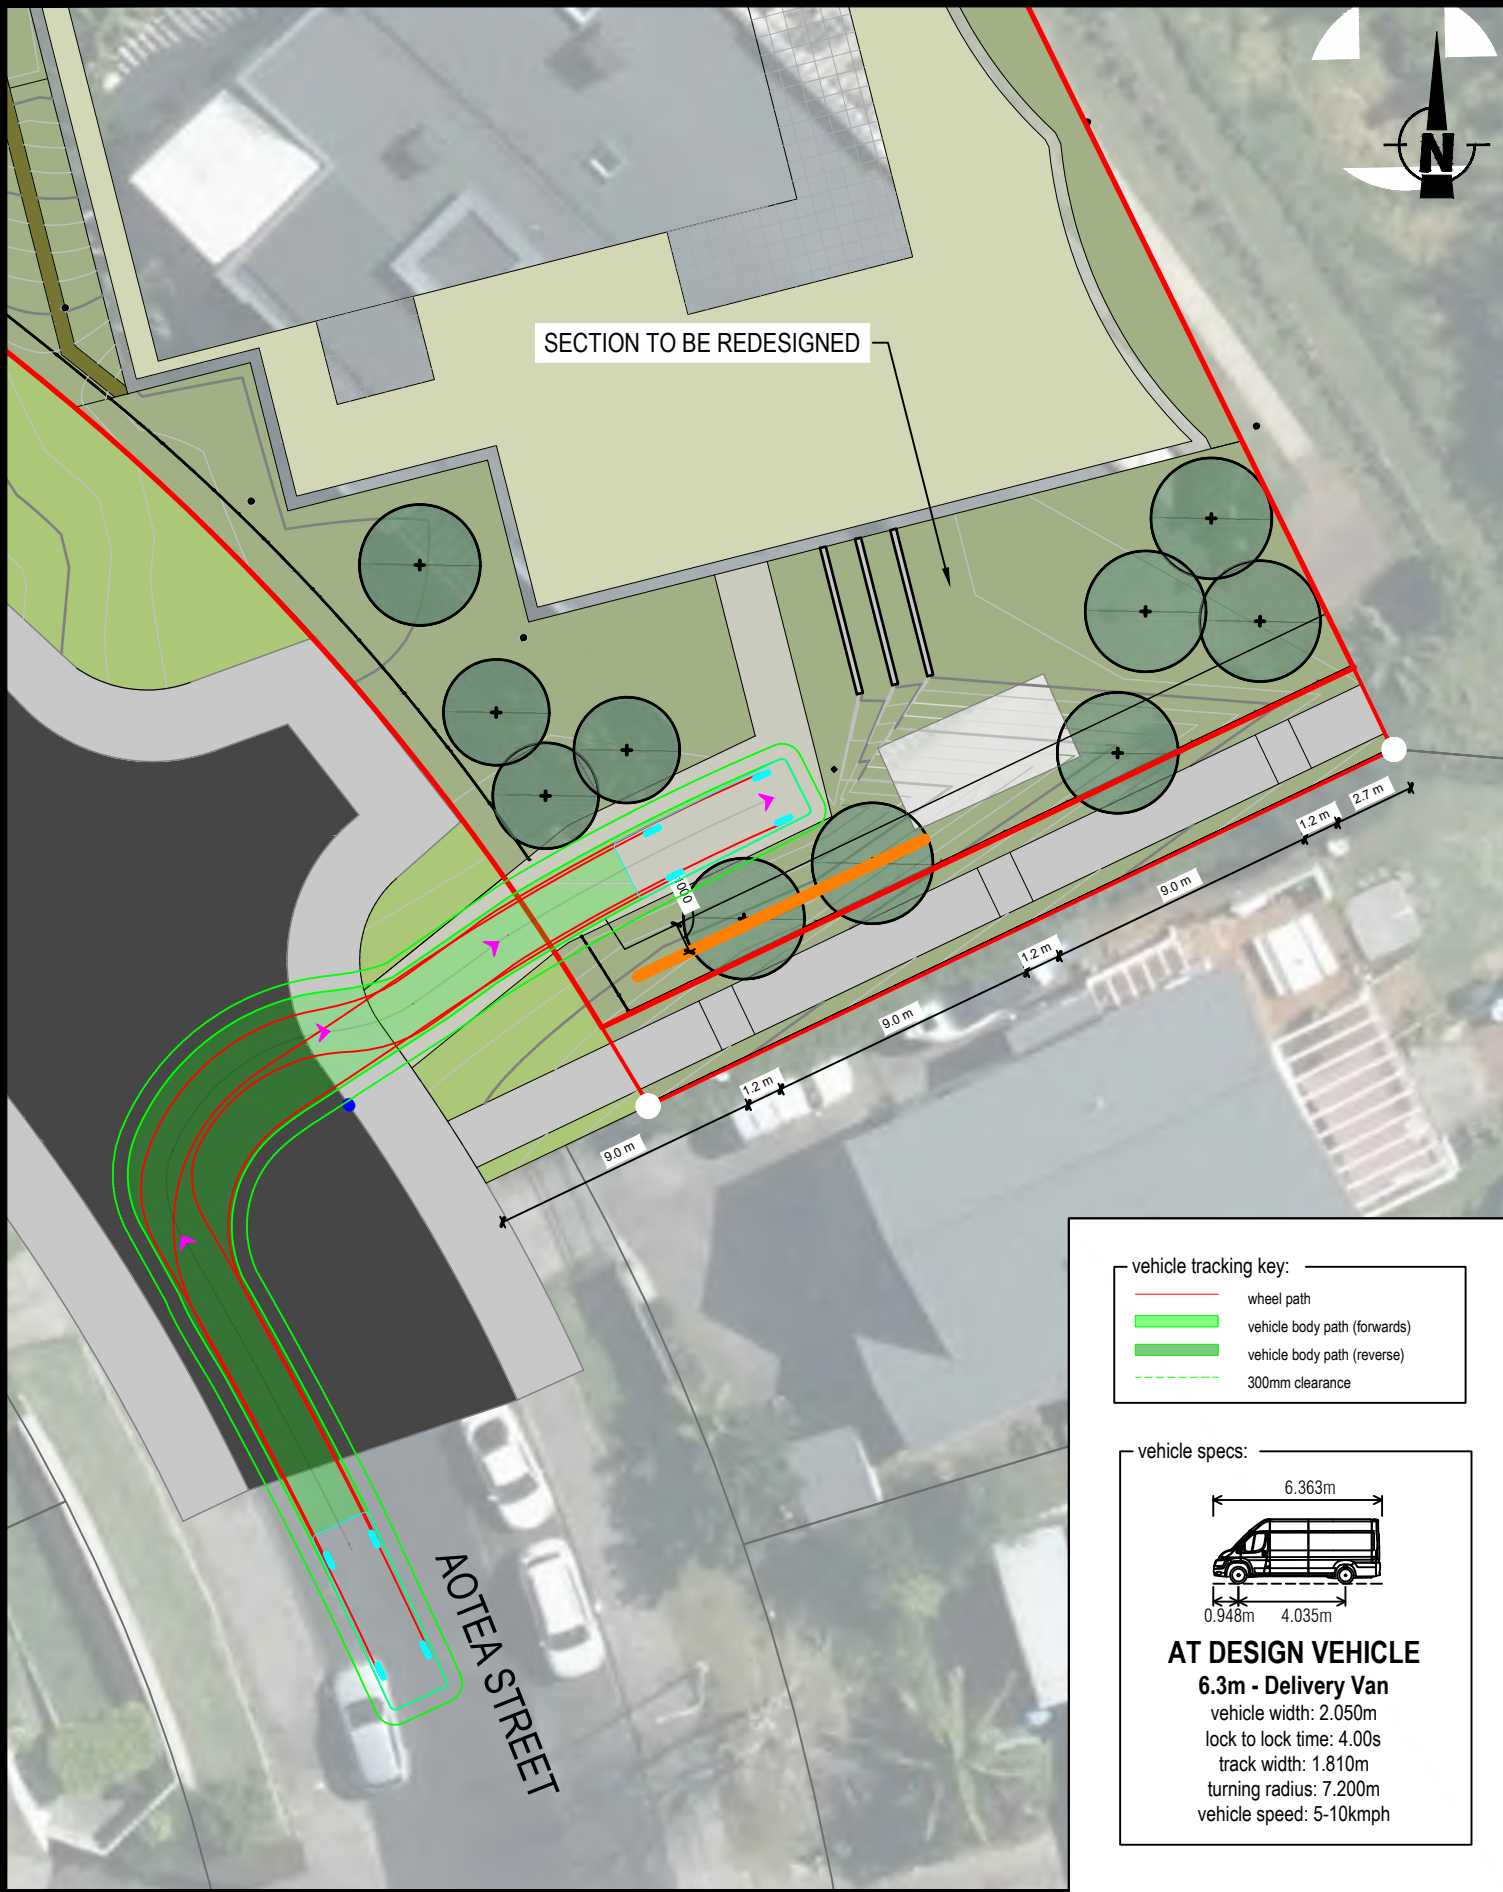 N
SECTION TO BE REDESIGNED
1000
2.7 m
1.2 m
9.0 m
1.2 m
9.0 m
1.2 m
9.0 m
AOTEA STREET
vehicle tracking key:
wheel path
vehicle body path (forwards)
vehicle body path (reverse)
300mm clearance
vehicle specs:
6.363m
0.948m
4.035m
AT DESIGN VEHICLE
6.3m - Delivery Van
vehicle width: 2.050m
lock to lock time: 4.00s
track width: 1.810m
turning radius: 7.200m
vehicle speed: 5-10kmph